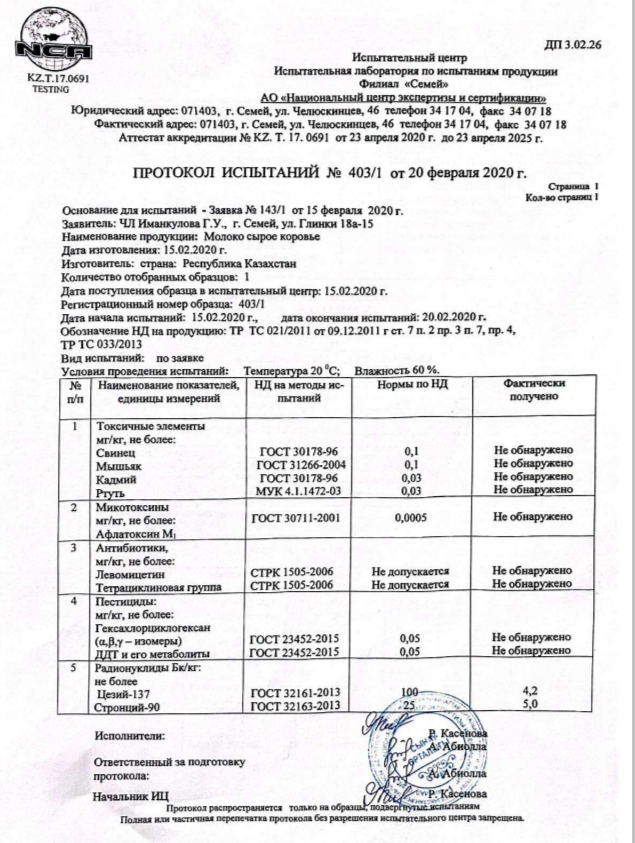 NCA
KZ.T.17.0691
TESTING
ДП 3.02.26
Испытательный центр
Испытательная лаборатория по испытаниям продукции
Филиал «Семей»
АО «Национальный центр экспертизы и сертификации»
Юридический адрес: 071403, г. Семей, ул. Челюскинцев, 46 телефон 34 17 04, факс 34 07 18
Фактический адрес: 071403, г. Семей, ул. Челюскинцев, 46 телефон 34 17 04, факс 34 07 18
Аттестат аккредитации № KZ. Т. 17. 0691 от 23 апреля 2020 г. до 23 апреля 2025 г.
ПРОТОКОЛ ИСПЫТАНИЙ № 403/1 от 20 февраля 2020 г.
Страница 1
Кол-во страниц 1
Основание для испытаний - Заявка № 143/1 от 15 февраля 2020 г.
Заявитель: ЧЛ Иманкулова Г.У., г. Семей, ул. Глинки 18а-15
Наименование продукции: Молоко сырое коровье
Дата изготовления: 15.02.2020 г.
Изготовитель: страна: Республика Казахстан
Количество отобранных образцов: 1
Дата поступления образца в испытательный центр: 15.02.2020 г.
Регистрационный номер образца: 403/1
Дата начала испытаний: 15.02.2020 г., дата окончания испытаний: 20.02.2020 г.
Обозначение НД на продукцию: ТР ТС 021/2011 от 09.12.2011 г ст. 7 п. 2 пр. 3 п. 7, пр. 4,
ТР ТС 033/2013
Вид испытаний: по заявке
Условия проведения испытаний: Температура 20 ⁰С; Влажность 60 %.
№ п/п Наименование показателей, единицы измерений НД на методы ис-пытаний Нормы по НД Фактически получено
1 Токсичные элементы
мг/кг, не более:
Свинец ГОСТ 30178-96 0,1 Не обнаружено
Мышьяк ГОСТ 31266-2004 0,1 Не обнаружено
Кадмий ГОСТ 30178-96 0,03 Не обнаружено
Ртуть МУК 4.1.1472-03 0,03 Не обнаружено
2 Микотоксины
мг/кг, не более: ГОСТ 30711-2001 0,0005 Не обнаружено
Афлатоксин М₁
3 Антибиотики,
мг/кг, не более:
Левомицетин СТРК 1505-2006 Не допускается Не обнаружено
Тетрациклиновая группа СТРК 1505-2006 Не допускается Не обнаружено
4 Пестициды:
мг/кг, не более:
Гексахлорциклогексан
(α,β,γ – изомеры) ГОСТ 23452-2015 0,05 Не обнаружено
ДДТ и его метаболиты ГОСТ 23452-2015 0,05 Не обнаружено
5 Радионуклиды Бк/кг:
не более
Цезий-137 ГОСТ 32161-2013 100 4,2
Стронций-90 ГОСТ 32163-2013 25 5,0
Исполнители: Р. Касенова
А. Абиолла
Ответственный за подготовку
протокола: А. Абиолла
Начальник ИЦ Р. Касенова
Протокол распространяется только на образцы, подвергнутые испытаниям
Полная или частичная перепечатка протокола без разрешения испытательного центра запрещена.